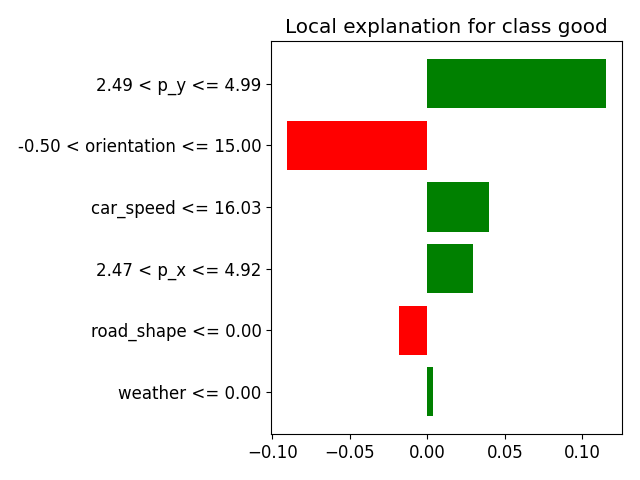 Local explanation for class good
2.49 < p_y <= 4.99
-0.50 < orientation <= 15.00
car_speed <= 16.03
2.47 < p_x <= 4.92
road_shape <= 0.00
weather <= 0.00
−0.10 −0.05 0.00 0.05 0.10